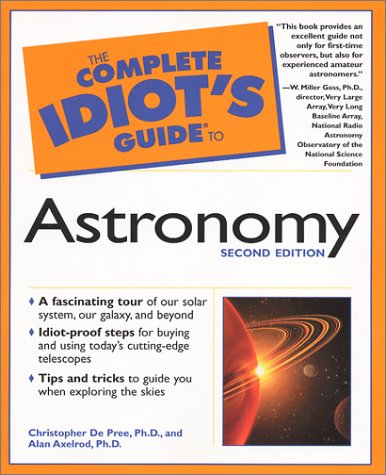 THE
COMPLETE
IDIOT'S
GUIDE® TO
"This book provides an
excellent guide not
only for first-time
observers, but also for
experienced amateur
astronomers."
—W. Miller Goss, Ph.D.,
director, Very Large
Array, Very Long
Baseline Array,
National Radio
Astronomy
Observatory of the
National Science
Foundation
Astronomy
SECOND EDITION
♦ A fascinating tour of our solar
system, our galaxy, and beyond
♦ Idiot-proof steps for buying
and using today's cutting-edge
telescopes
♦ Tips and tricks to guide you
when exploring the skies
Christopher De Pree, Ph.D., and
Alan Axelrod, Ph.D.